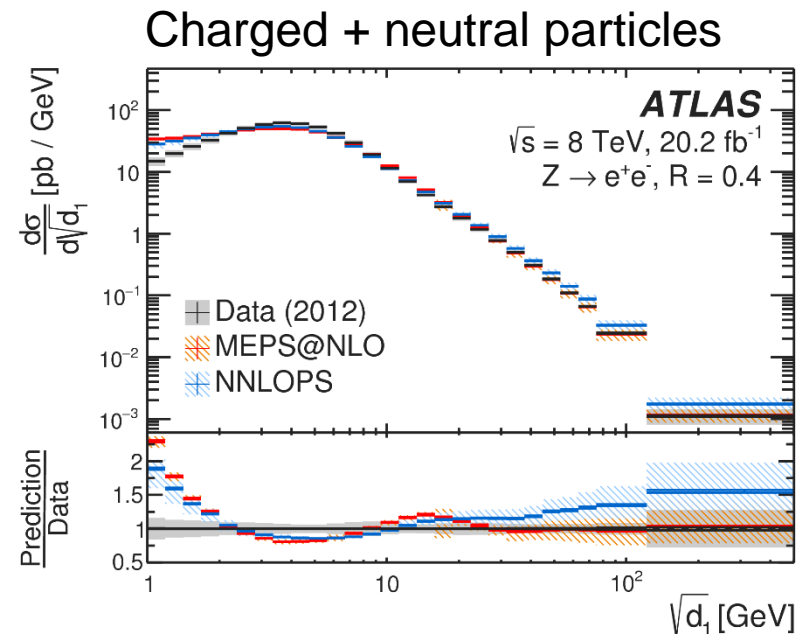 Charged + neutral particles
dσ/d√d₁ [pb / GeV]
10²
10
1
10⁻¹
10⁻²
10⁻³
ATLAS
√s = 8 TeV, 20.2 fb⁻¹
Z → e⁺e⁻, R = 0.4
Data (2012)
MEPS@NLO
NNLOPS
Prediction
Data
2
1.5
1
0.5
1 10 10²
√d₁ [GeV]